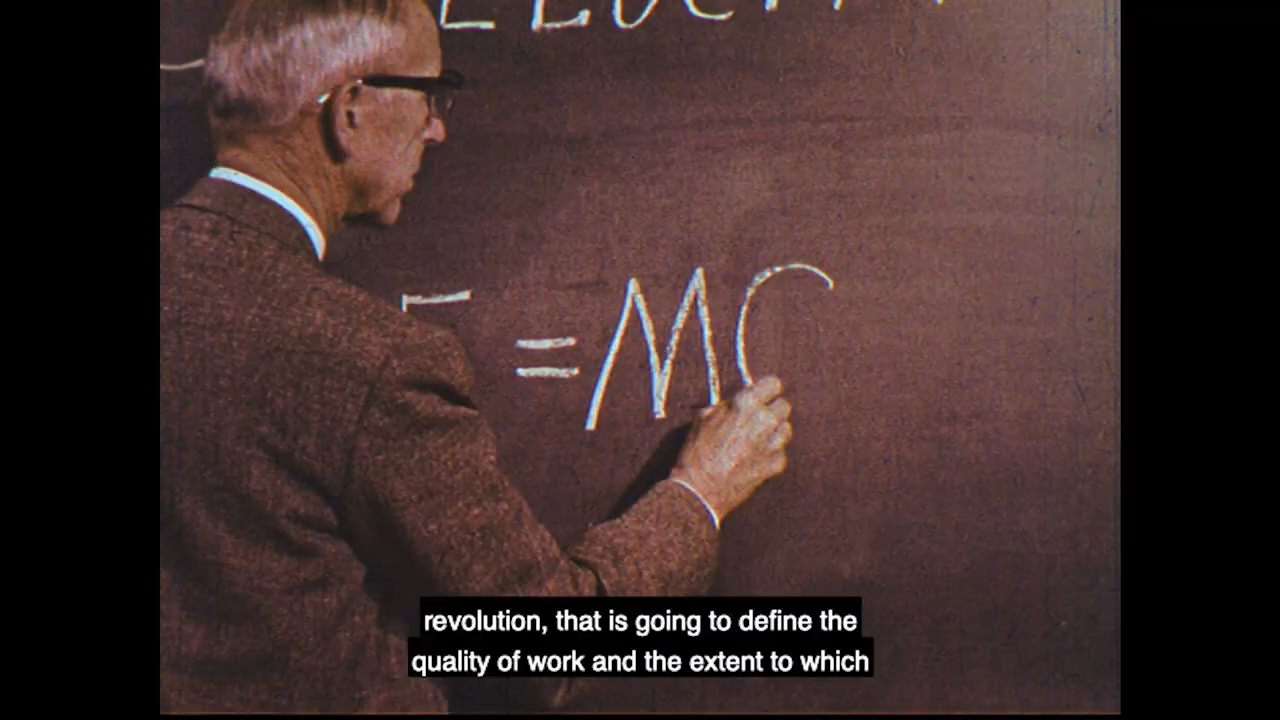 E = MC
revolution, that is going to define the
quality of work and the extent to which